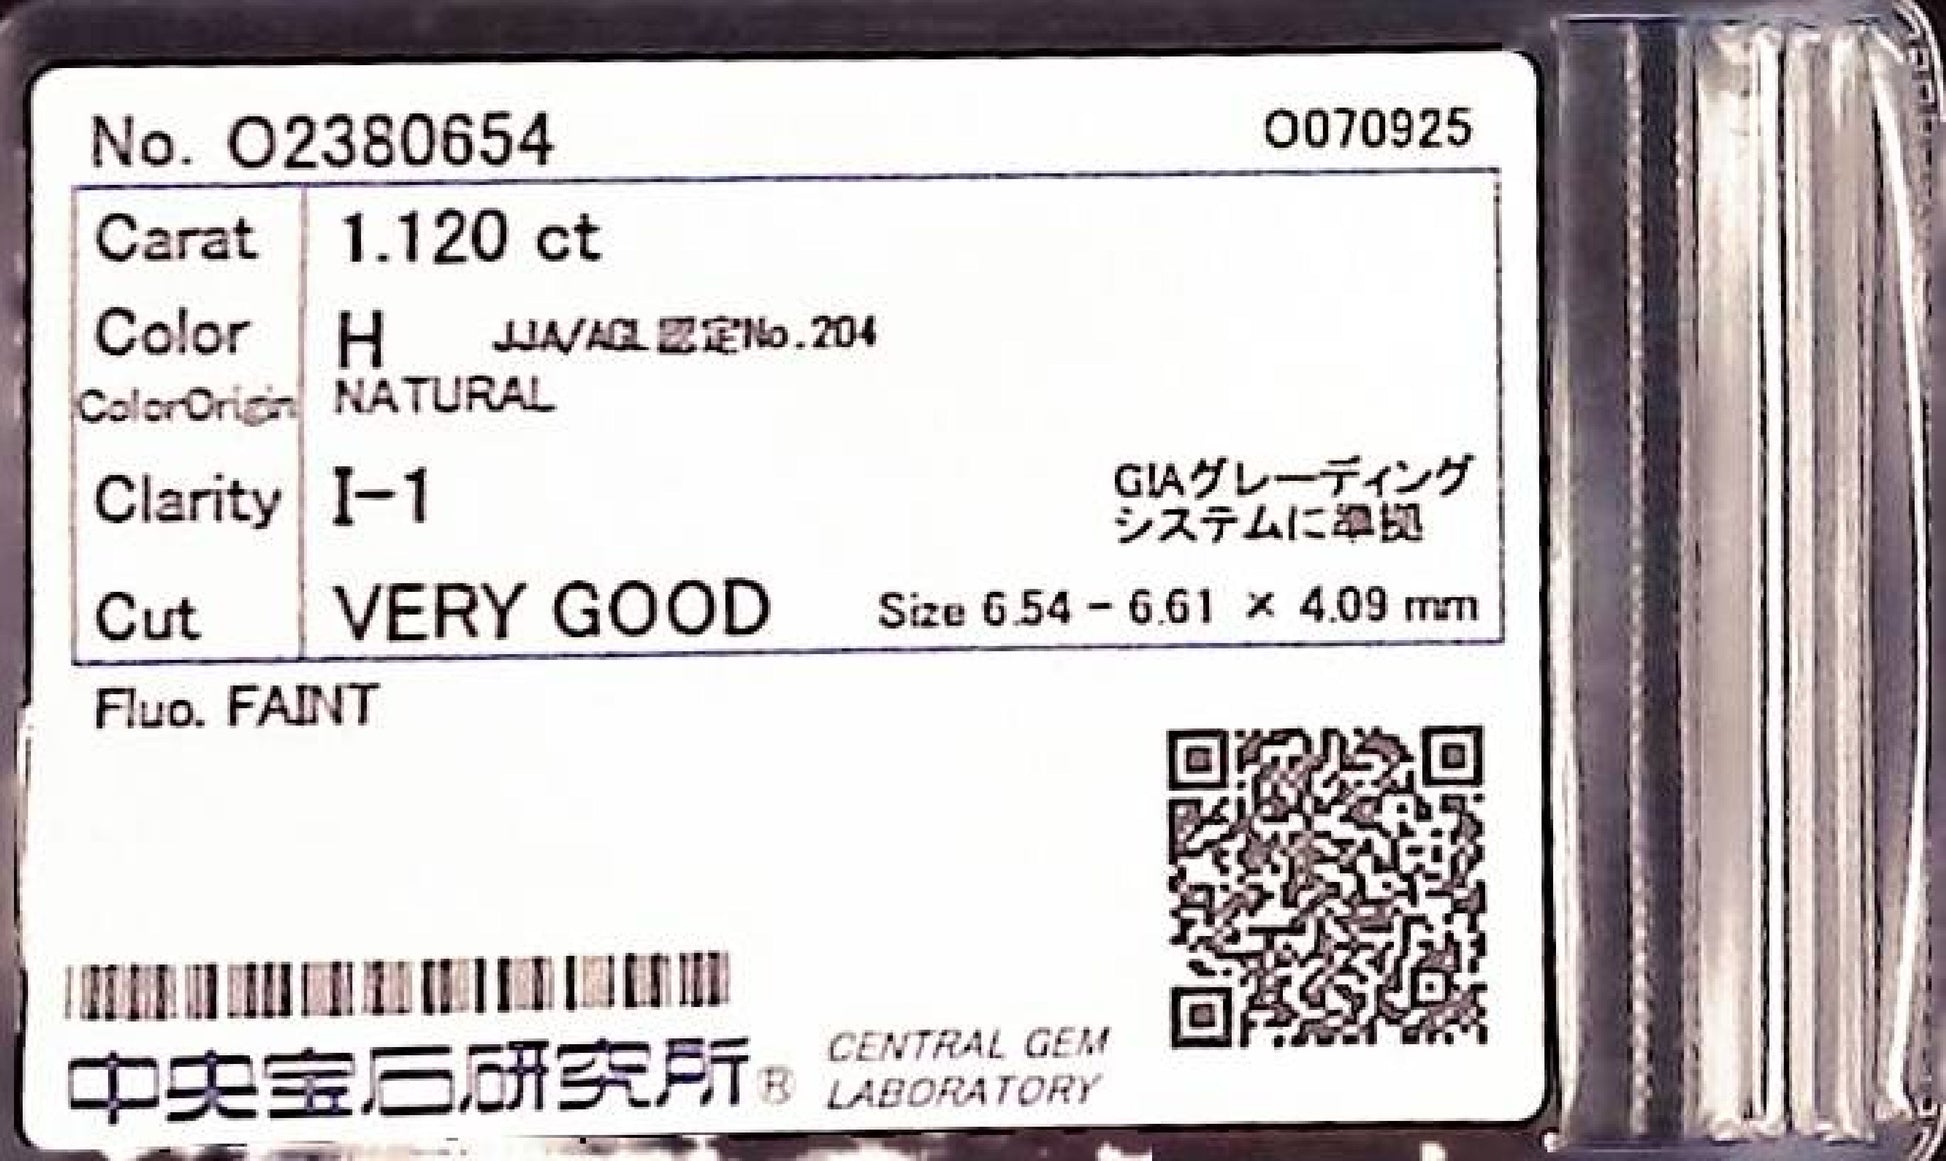 No. O2380654
O070925
Carat 1.120 ct
Color H JJA/AGL認定No.204
ColorOrigin NATURAL
Clarity I-1
GIAグレーディング
システムに準拠
Cut VERY GOOD Size 6.54 - 6.61 × 4.09 mm
Fluo. FAINT
中央宝石研究所®
CENTRAL GEM
LABORATORY